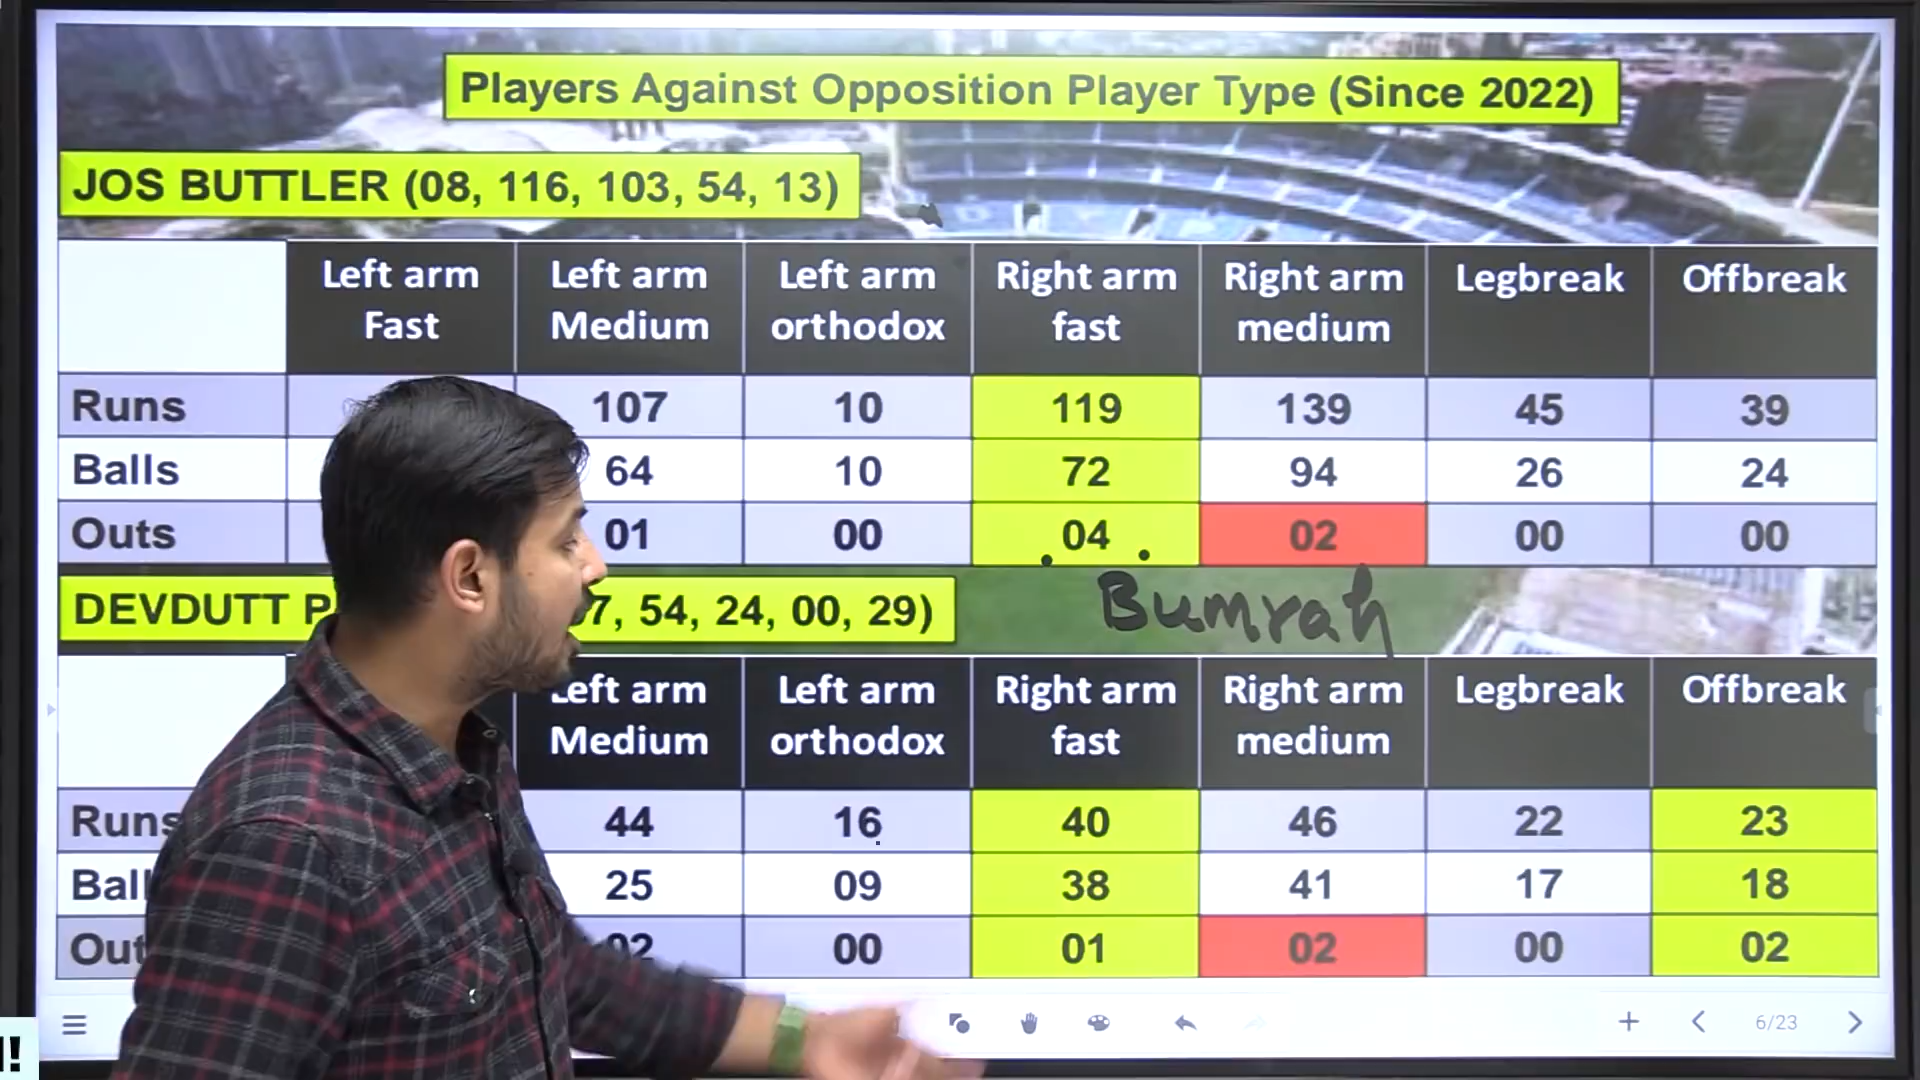 Players Against Opposition Player Type (Since 2022)
JOS BUTTLER (08, 116, 103, 54, 13)
Left arm Fast Left arm Medium Left arm orthodox Right arm fast Right arm medium Legbreak Offbreak
Runs 107 10 119 139 45 39
Balls 64 10 72 94 26 24
Outs 01 00 04 02 00 00
DEVDUTT 54, 24, 00, 29)
Bumrah
Left arm Medium Left arm orthodox Right arm fast Right arm medium Legbreak Offbreak
Runs 44 16 40 46 22 23
25 09 38 41 17 18
02 00 01 02 00 02
6/23